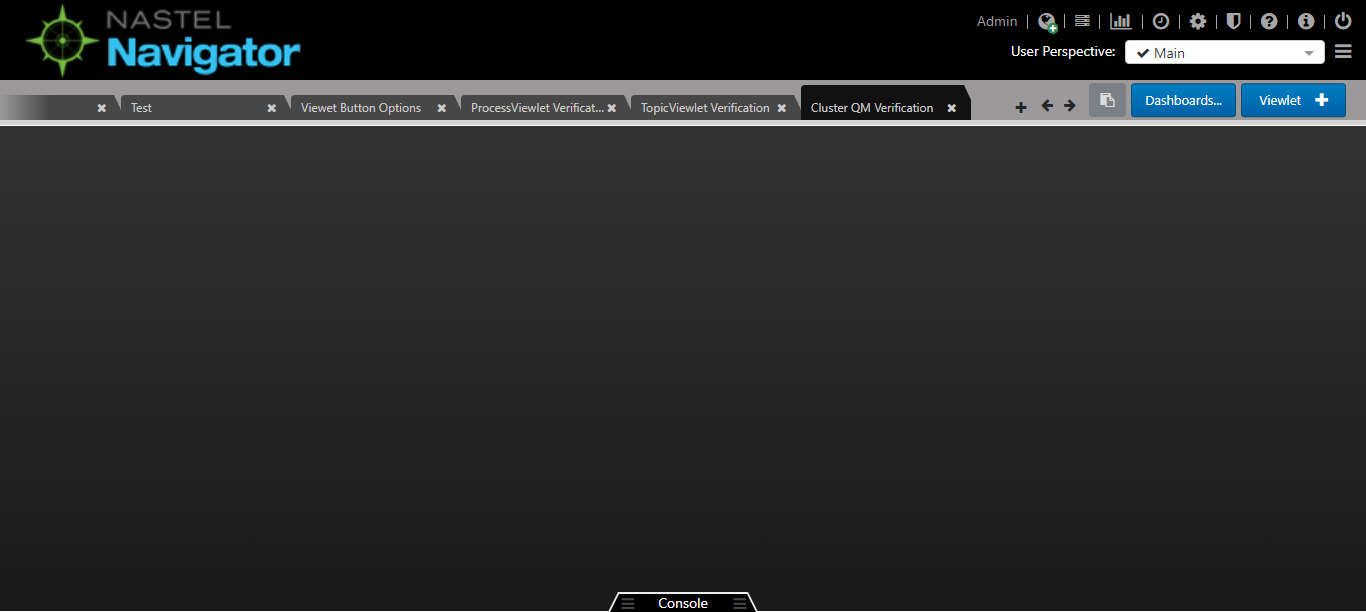 NASTEL
Navigator
Admin
User Perspective:
Main
Test
Viewet Button Options
ProcessViewlet Verificat...
TopicViewlet Verification
Cluster QM Verification
Dashboards...
Viewlet
Console